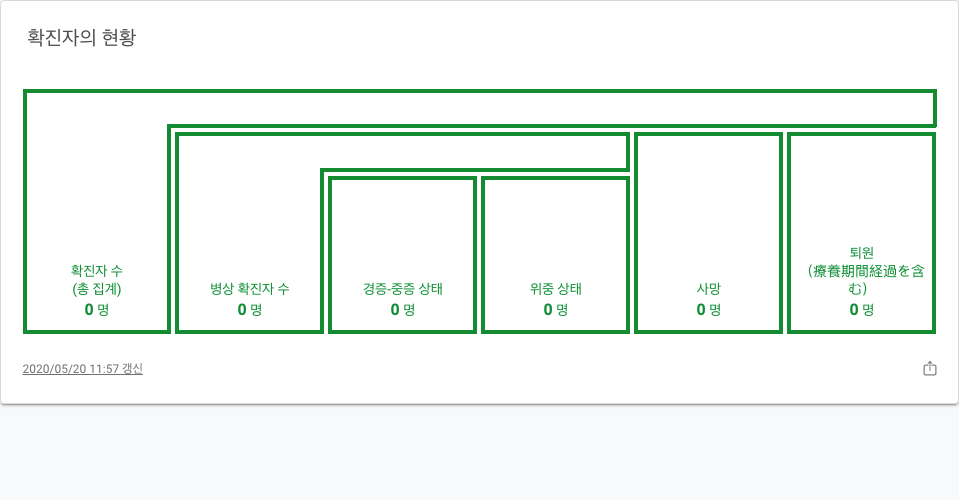 확진자의 현황
확진자 수
(총 집계)
0 명
병상 확진자 수
0 명
경증-중증 상태
0 명
위중 상태
0 명
사망
0 명
퇴원
（療養期間経過を含
む）
0 명
2020/05/20 11:57 갱신